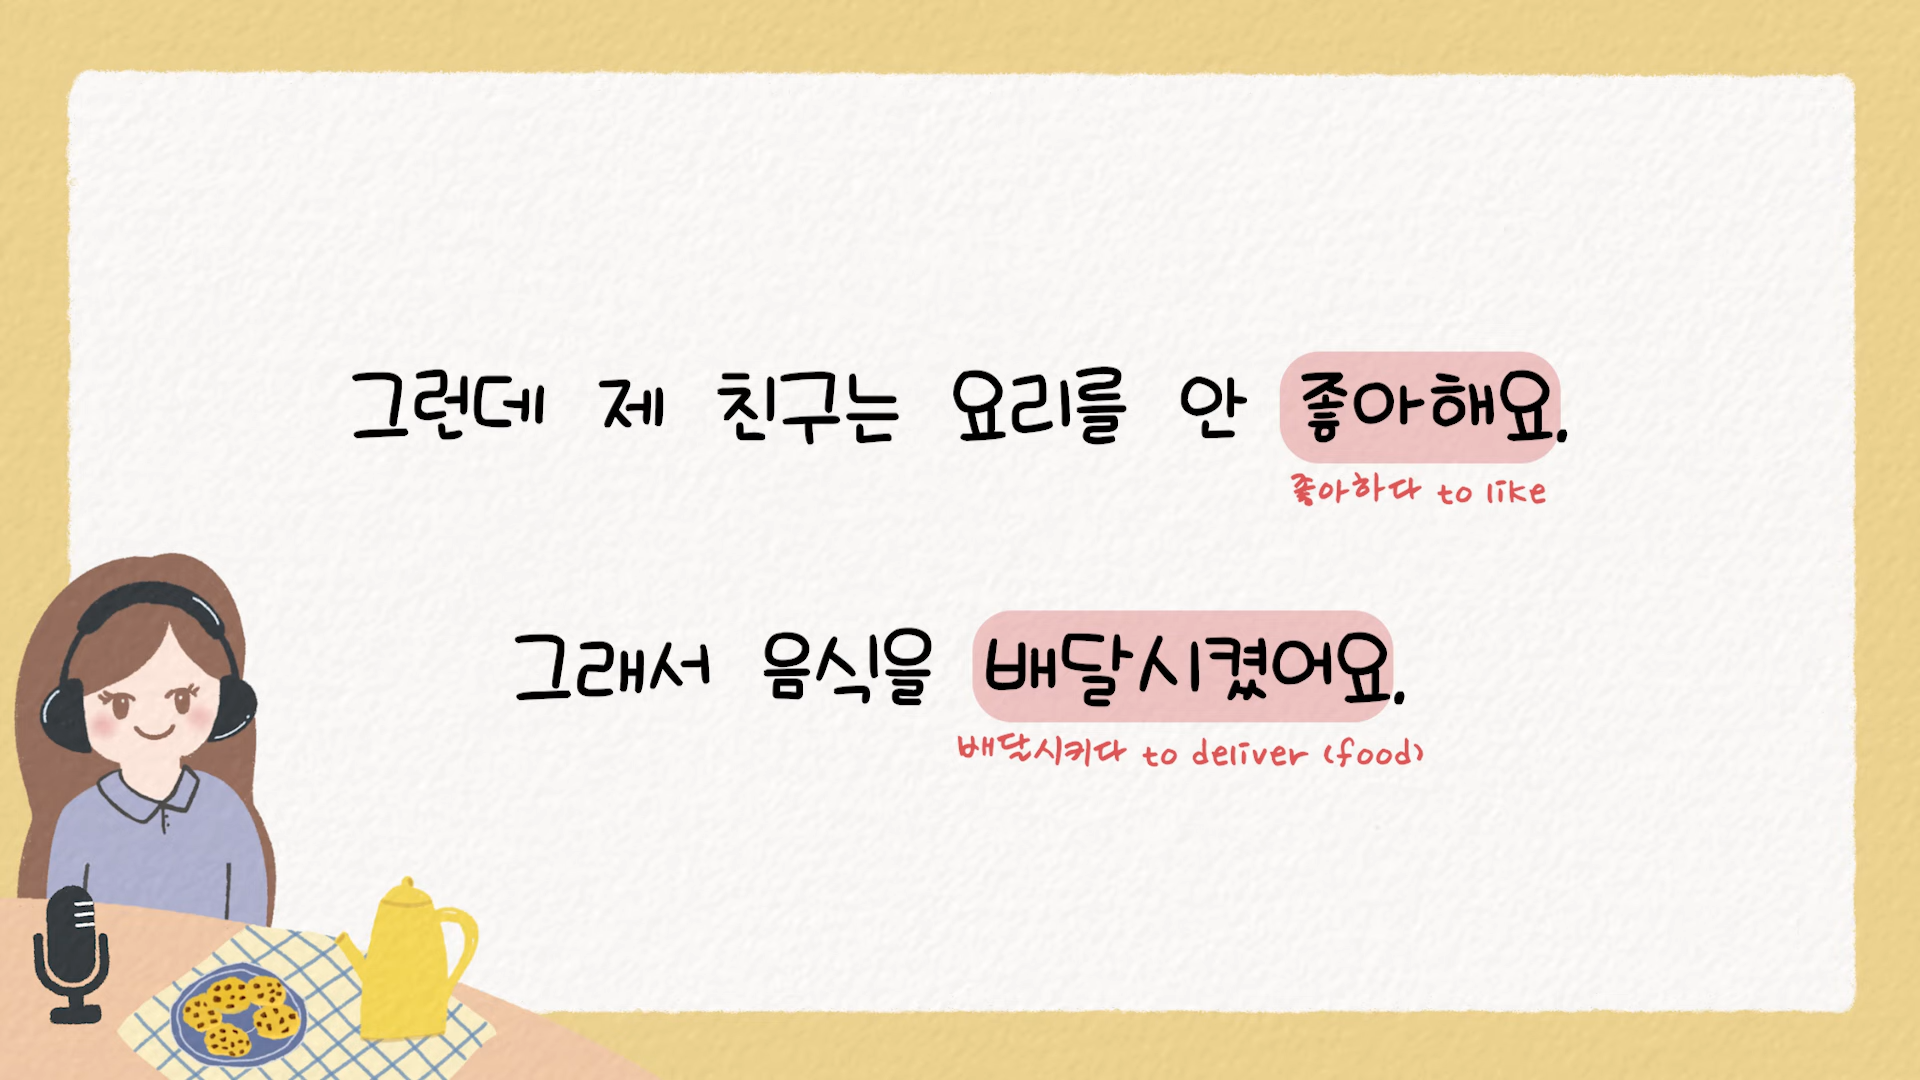 그런데 제 친구는 요리를 안 좋아해요.
좋아하다 to like
그래서 음식을 배달시켰어요.
배달시키다 to deliver (food)